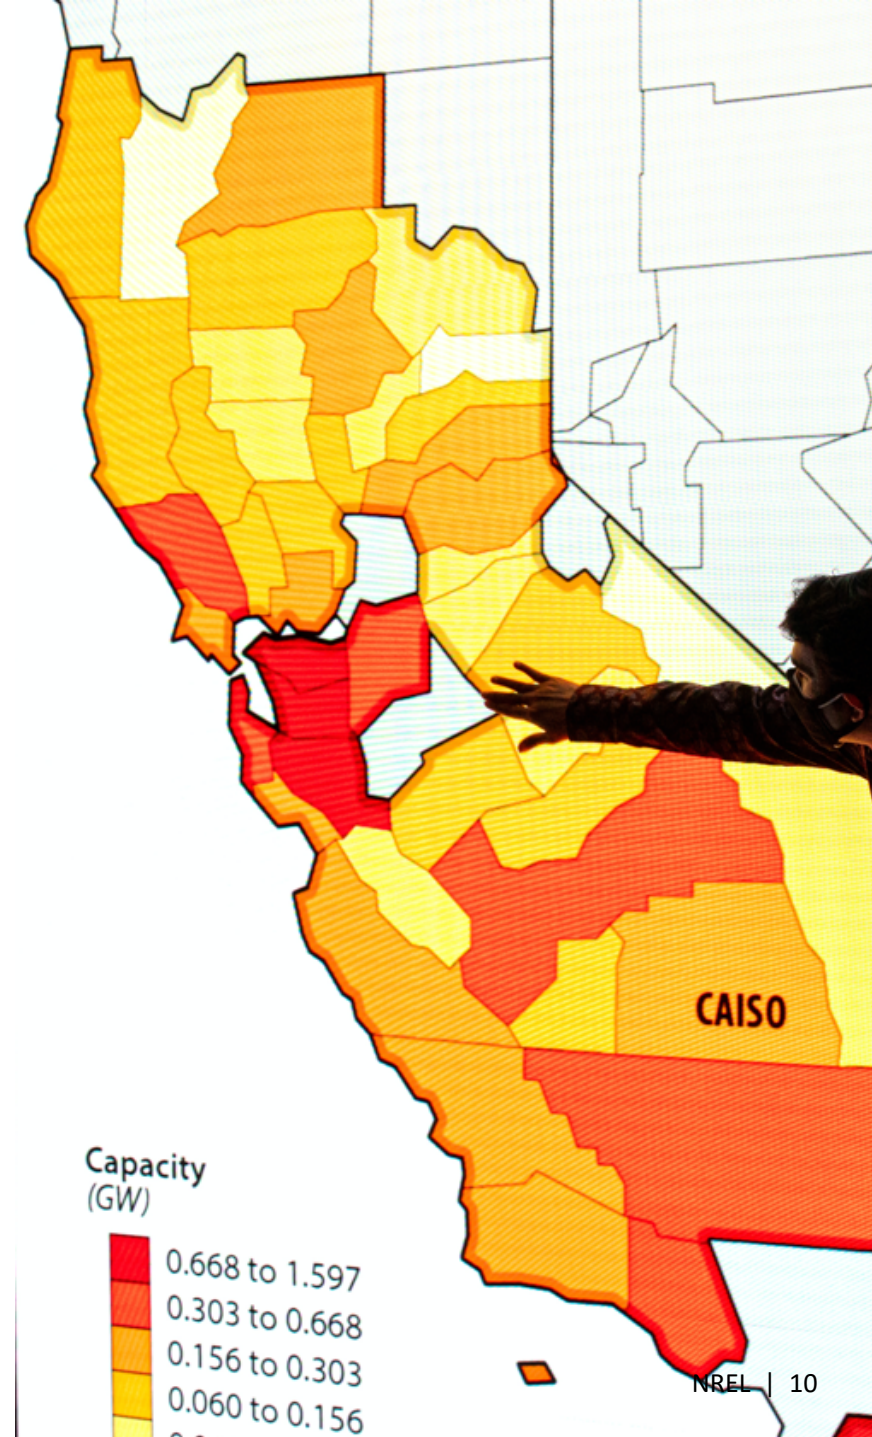 CAISO
Capacity
(GW)
0.668 to 1.597
0.303 to 0.668
0.156 to 0.303
0.060 to 0.156
NREL | 10